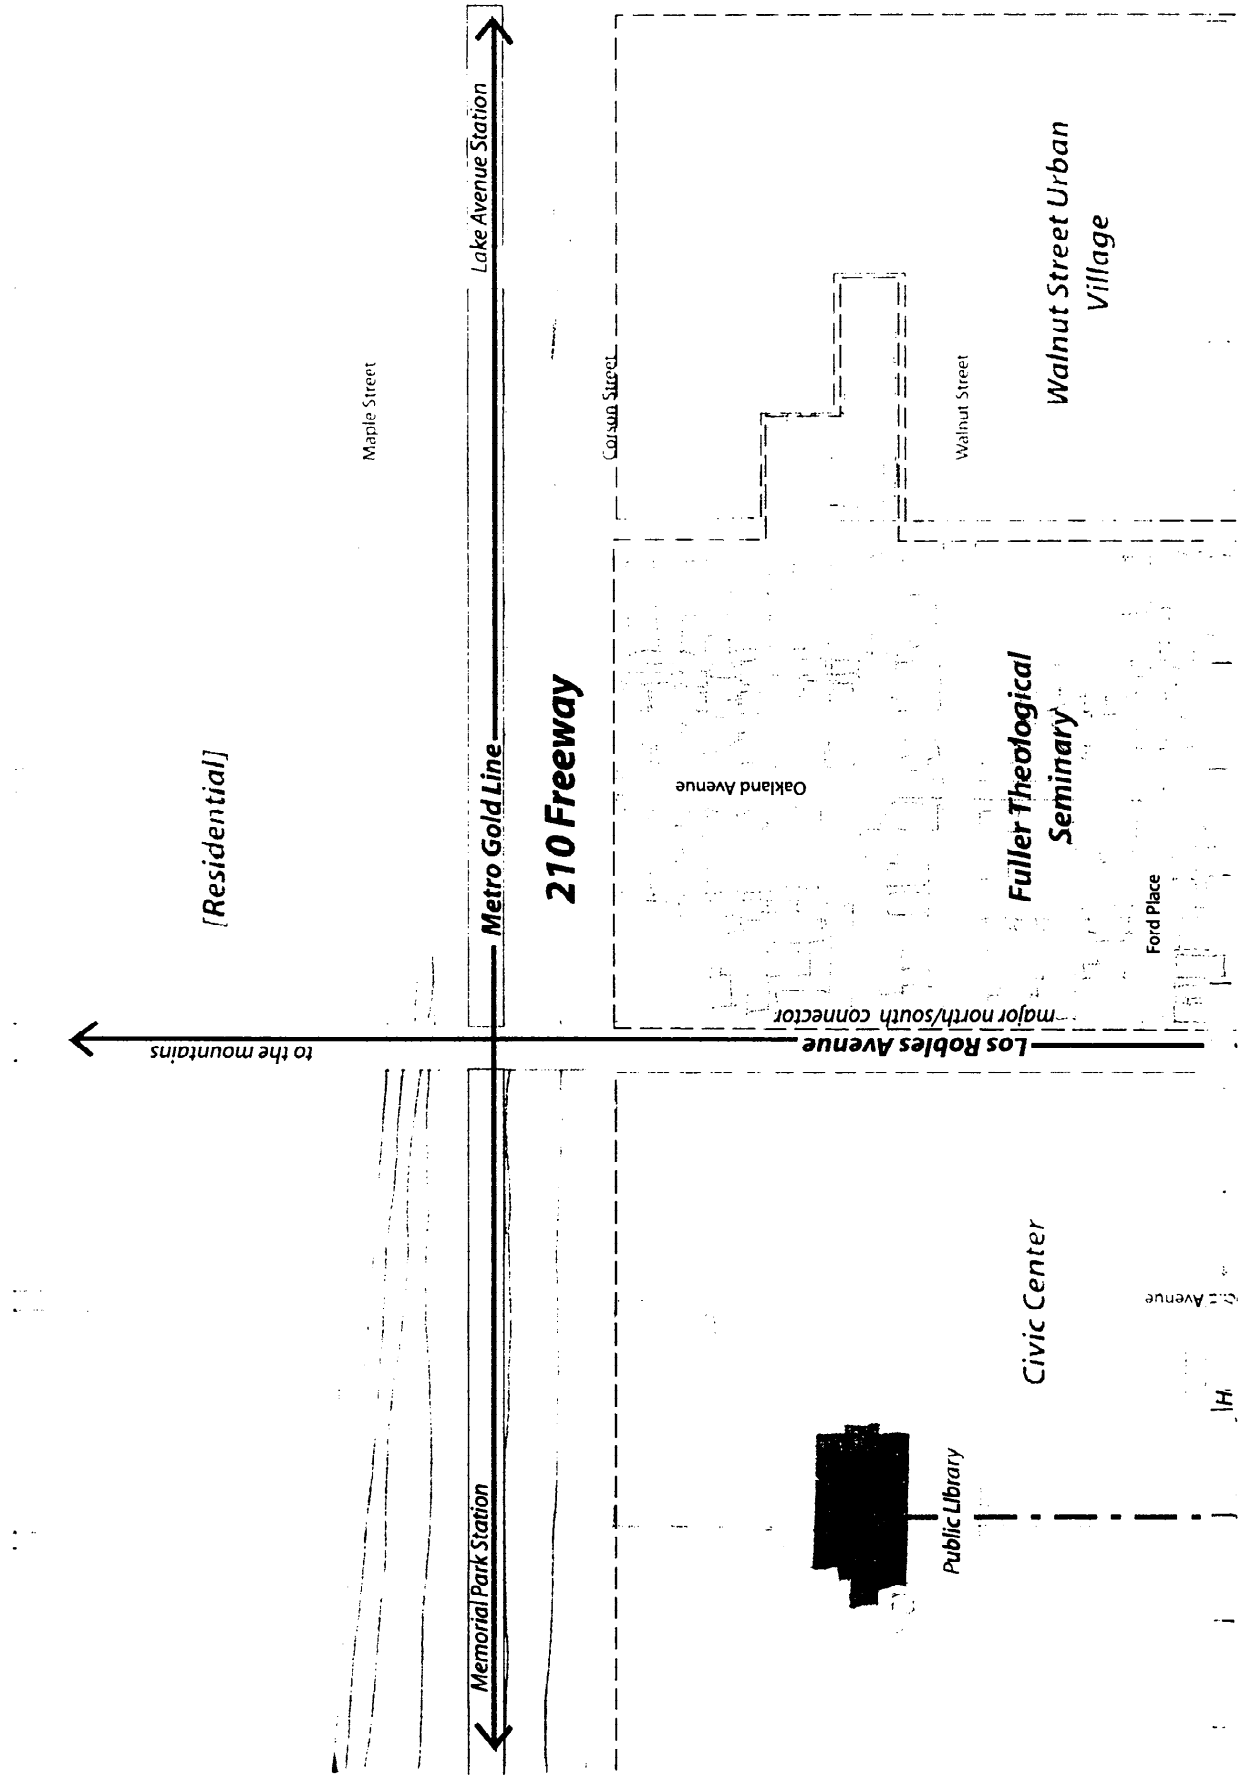 [Residential]
to the mountains
Maple Street
Memorial Park Station
Metro Gold Line
Lake Avenue Station
210 Freeway
Corson Street
Oakland Avenue
Los Robles Avenue
major north/south connector
Public LIbrary
Walnut Street
Civic Center
Fuller Theological
Seminary
Walnut Street Urban
Village
Ford Place
Avenue